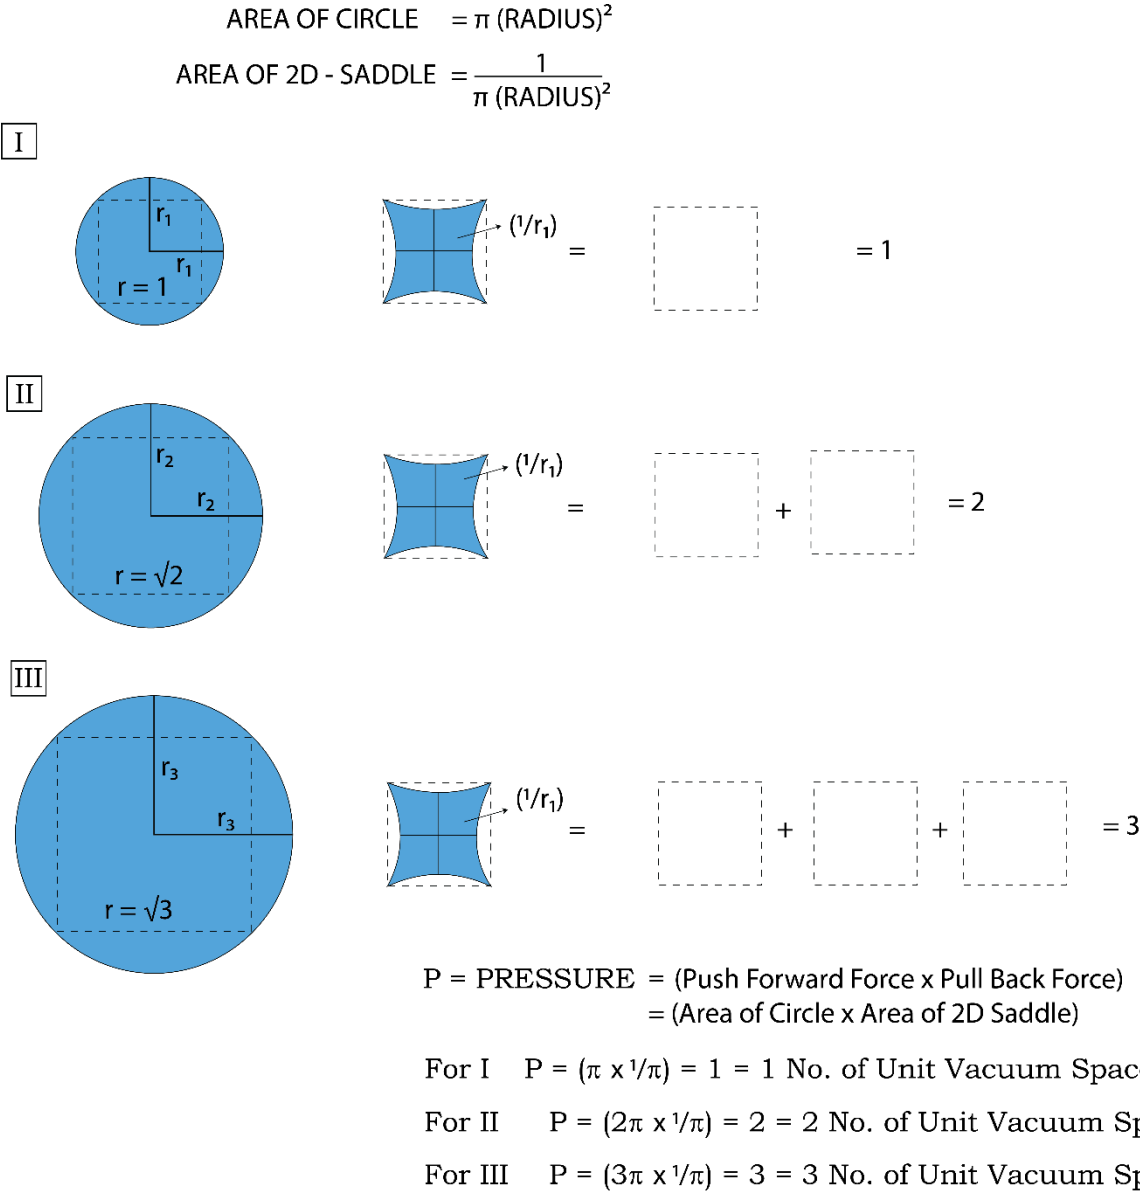 AREA OF CIRCLE = π (RADIUS)²
AREA OF 2D - SADDLE = 1 / π (RADIUS)²
I
r₁
r₁
r = 1
(¹/r₁)
=
= 1
II
r₂
r₂
r = √2
(¹/r₁)
=
+
= 2
III
r₃
r₃
r = √3
(¹/r₁)
=
+
+
= 3
P = PRESSURE = (Push Forward Force x Pull Back Force)
= (Area of Circle x Area of 2D Saddle)
For I P = (π x ¹/π) = 1 = 1 No. of Unit Vacuum Spac
For II P = (2π x ¹/π) = 2 = 2 No. of Unit Vacuum Sp
For III P = (3π x ¹/π) = 3 = 3 No. of Unit Vacuum Sp